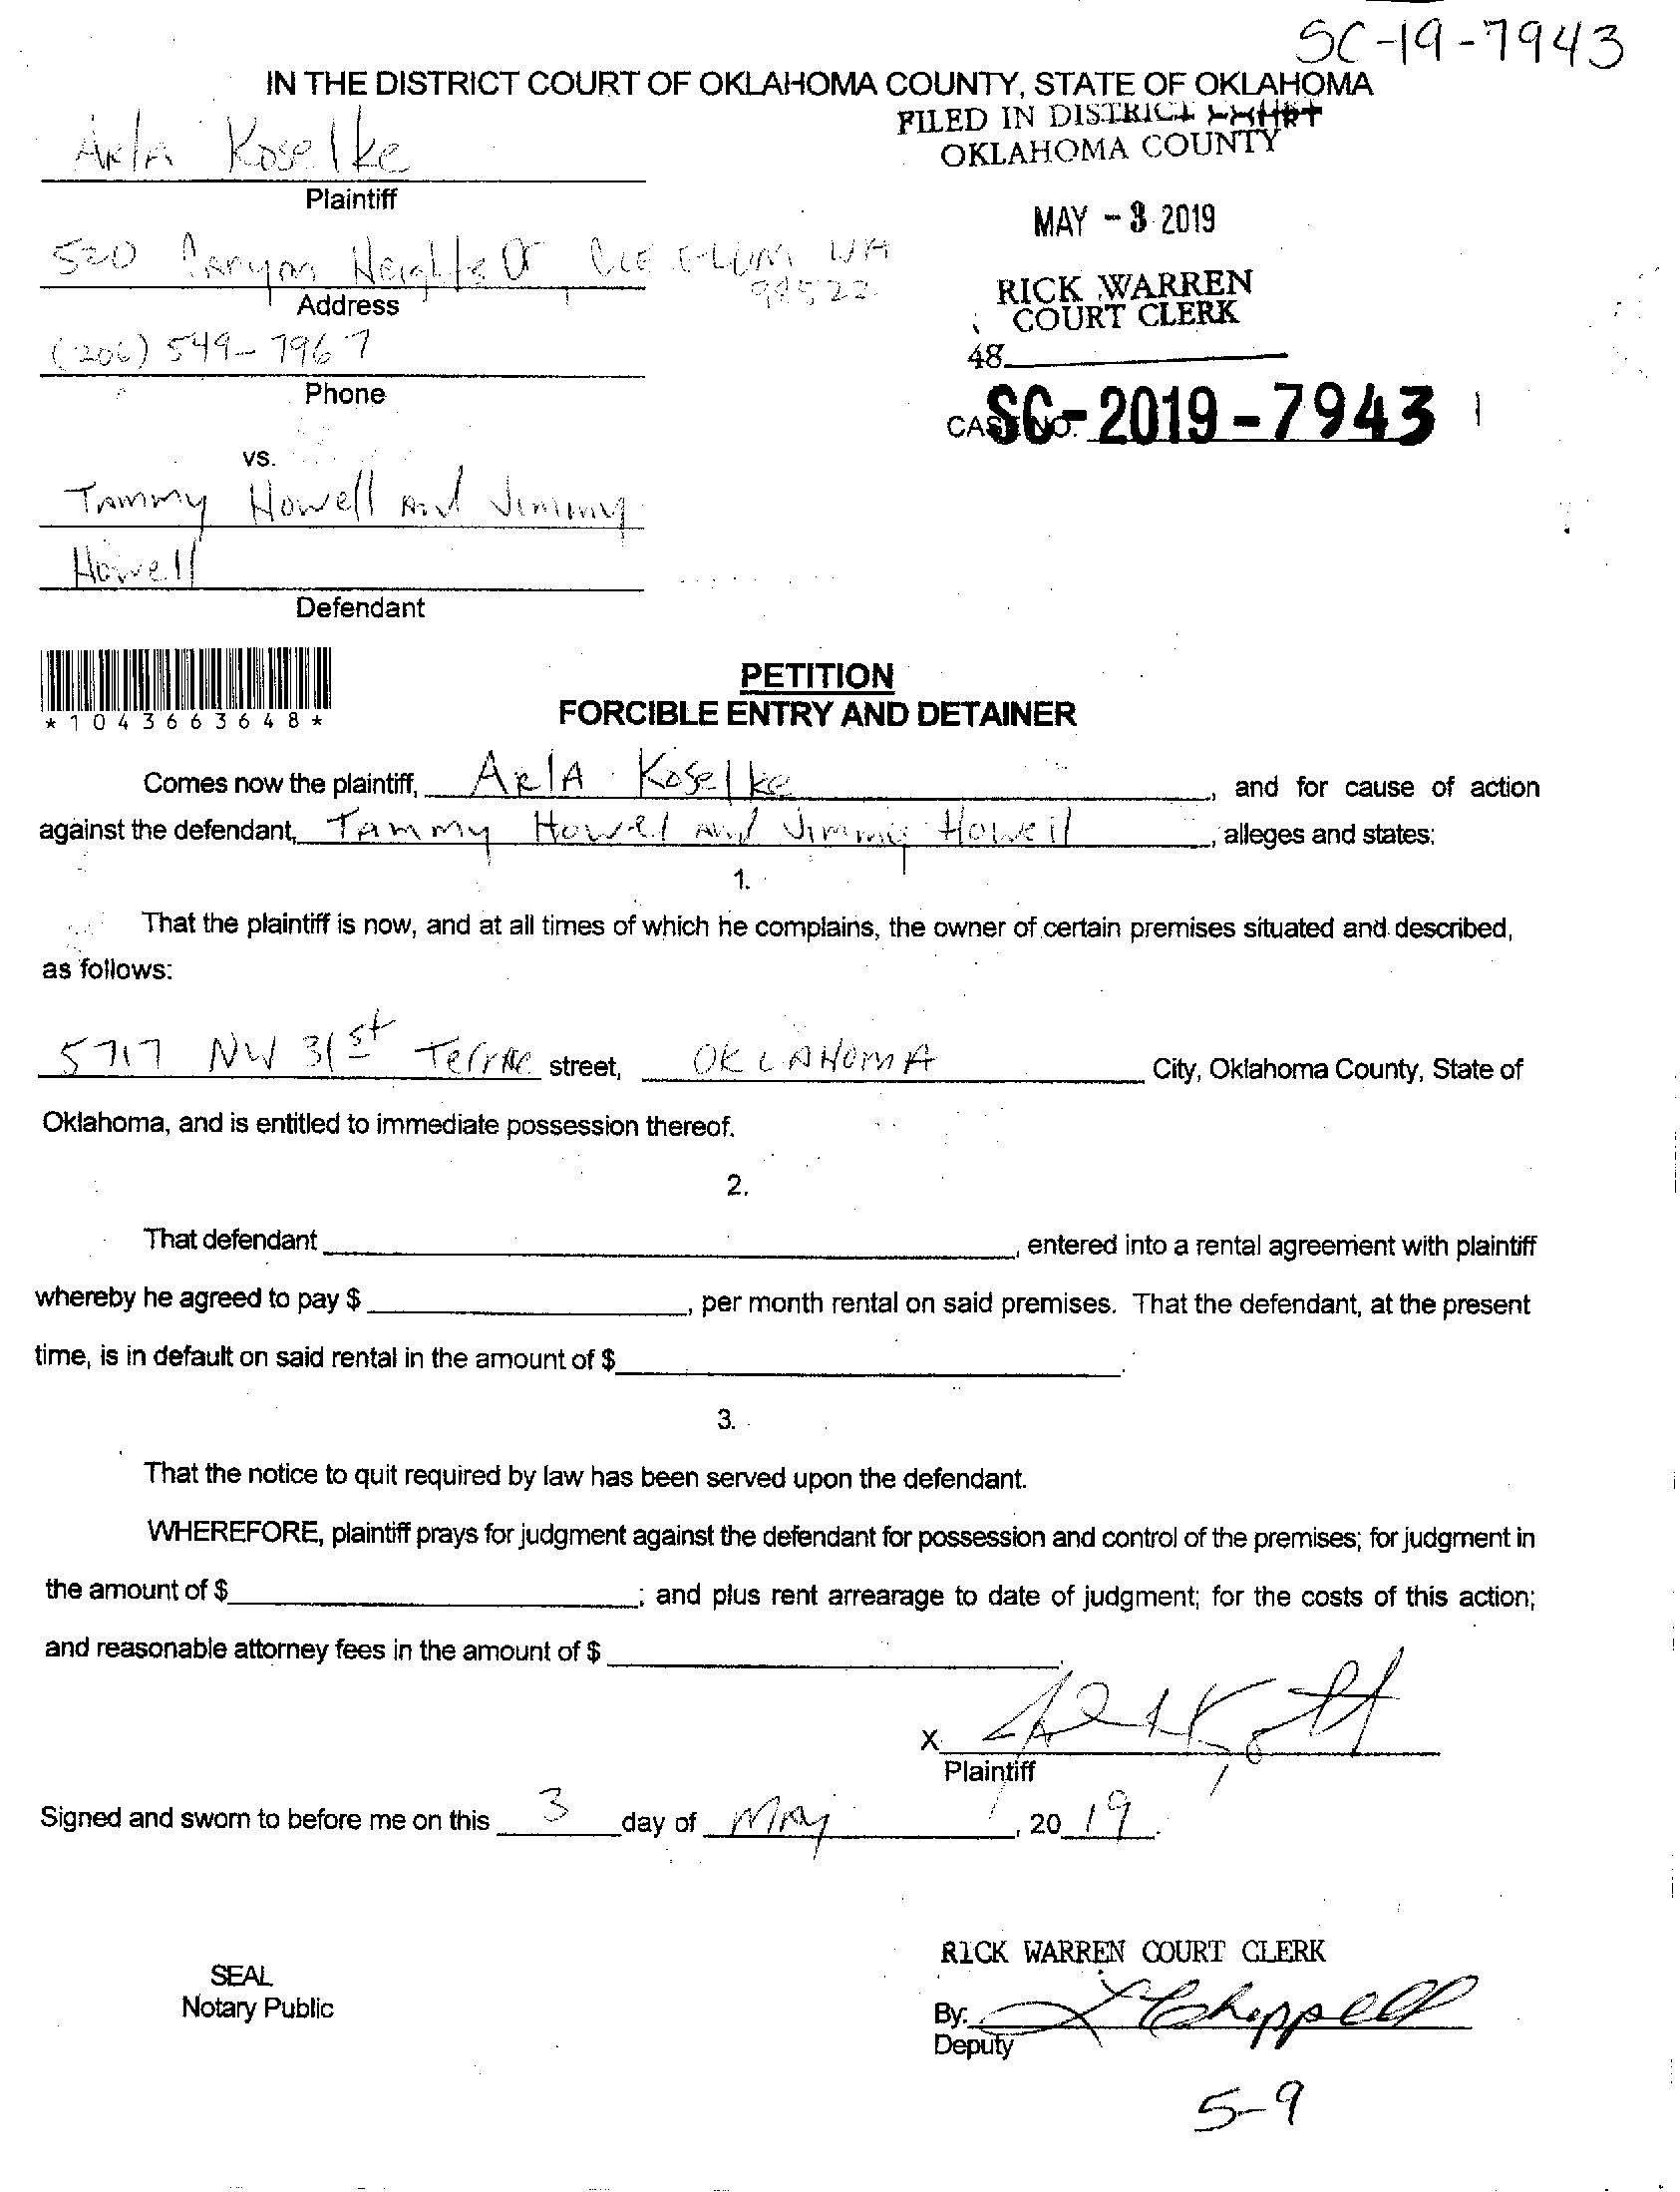 SC-19-7943
IN THE DISTRICT COURT OF OKLAHOMA COUNTY, STATE OF OKLAHOMA
FILED IN DISTRICT COURT
OKLAHOMA COUNTY
Arla Koselke
Plaintiff
MAY - 3 2019
520 Canyon Heights Dr Cle Elum WA
98522
Address
RICK WARREN
COURT CLERK
(206) 549-7967
48
Phone
CASE NO. SC-2019-7943
vs.
Tammy Howell and Jimmy
Howell
Defendant
*1043663648*
PETITION
FORCIBLE ENTRY AND DETAINER
Comes now the plaintiff, Arla Koselke, and for cause of action
against the defendant, Tammy Howell and Jimmy Howell, alleges and states:
1.
That the plaintiff is now, and at all times of which he complains, the owner of certain premises situated and described,
as follows:
5717 NW 31st Terrace street, OKLAHOMA City, Oklahoma County, State of
Oklahoma, and is entitled to immediate possession thereof.
2.
That defendant, entered into a rental agreement with plaintiff
whereby he agreed to pay $, per month rental on said premises. That the defendant, at the present
time, is in default on said rental in the amount of $.
3.
That the notice to quit required by law has been served upon the defendant.
WHEREFORE, plaintiff prays for judgment against the defendant for possession and control of the premises; for judgment in
the amount of $; and plus rent arrearage to date of judgment; for the costs of this action;
and reasonable attorney fees in the amount of $.
X
Plaintiff
Signed and sworn to before me on this 3 day of May, 2019.
RICK WARREN COURT CLERK
SEAL
Notary Public
By: Chappell
Deputy
5-9